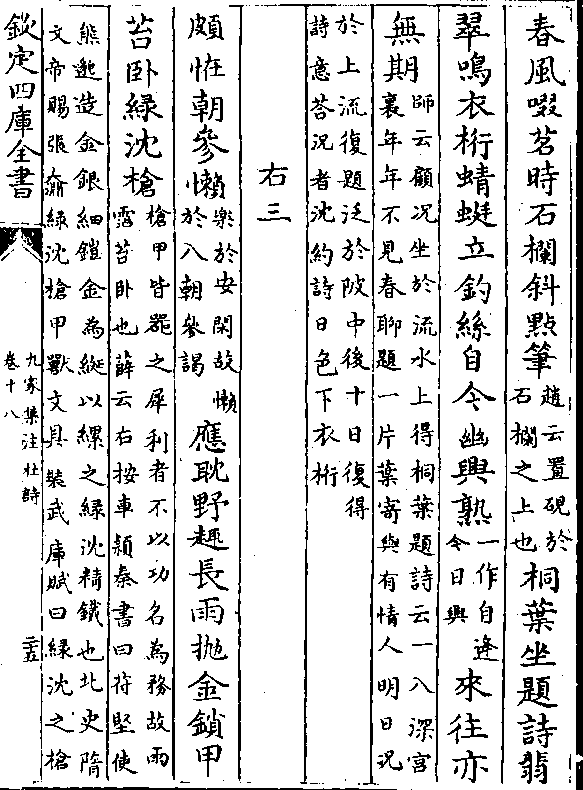 春風啜茗時石欄斜點筆趙云置硯於石欄之上也桐葉坐題詩翡
翠鳴衣桁蜻蜓立釣絲自今幽興熟一作自逢今日興來往亦
無期師云顧况坐於流水上得桐葉題詩云一入深宮裏年年不見春聊題一片葉寄與有情人明日况
於上流復題泛於陂中後十日復得詩意荅况者沈約詩日色下衣桁
右三
頗怪朝參懶樂於安閑故懶於入朝參謁應耽野趣長雨抛金鎖甲
苔卧綠沈槍槍甲皆器之犀利者不以功名為務故雨霑苔卧也薛云右按車頻秦書曰苻堅使
熊邈造金銀細鎧金為綖以縲之綠沈精鐵也北史隋文帝賜張奫綠沈槍甲獸文具裝武庫賦曰綠沈之槍
欽定四庫全書
九家集注杜詩
卷十八
二五